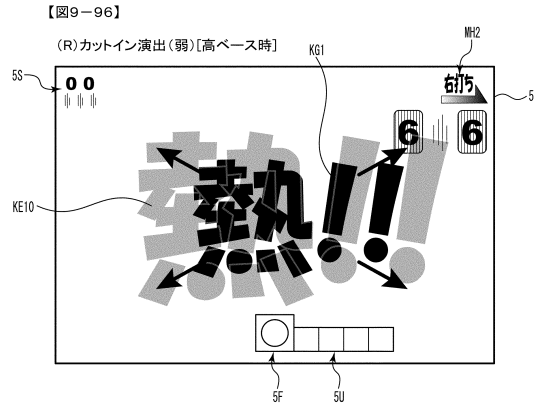 【図9-96】
(R)カットイン演出(弱)[高ベース時]
MH2
KG1
5S
00
右打ち
5
6 6
熱!!
KE10
5F
5U